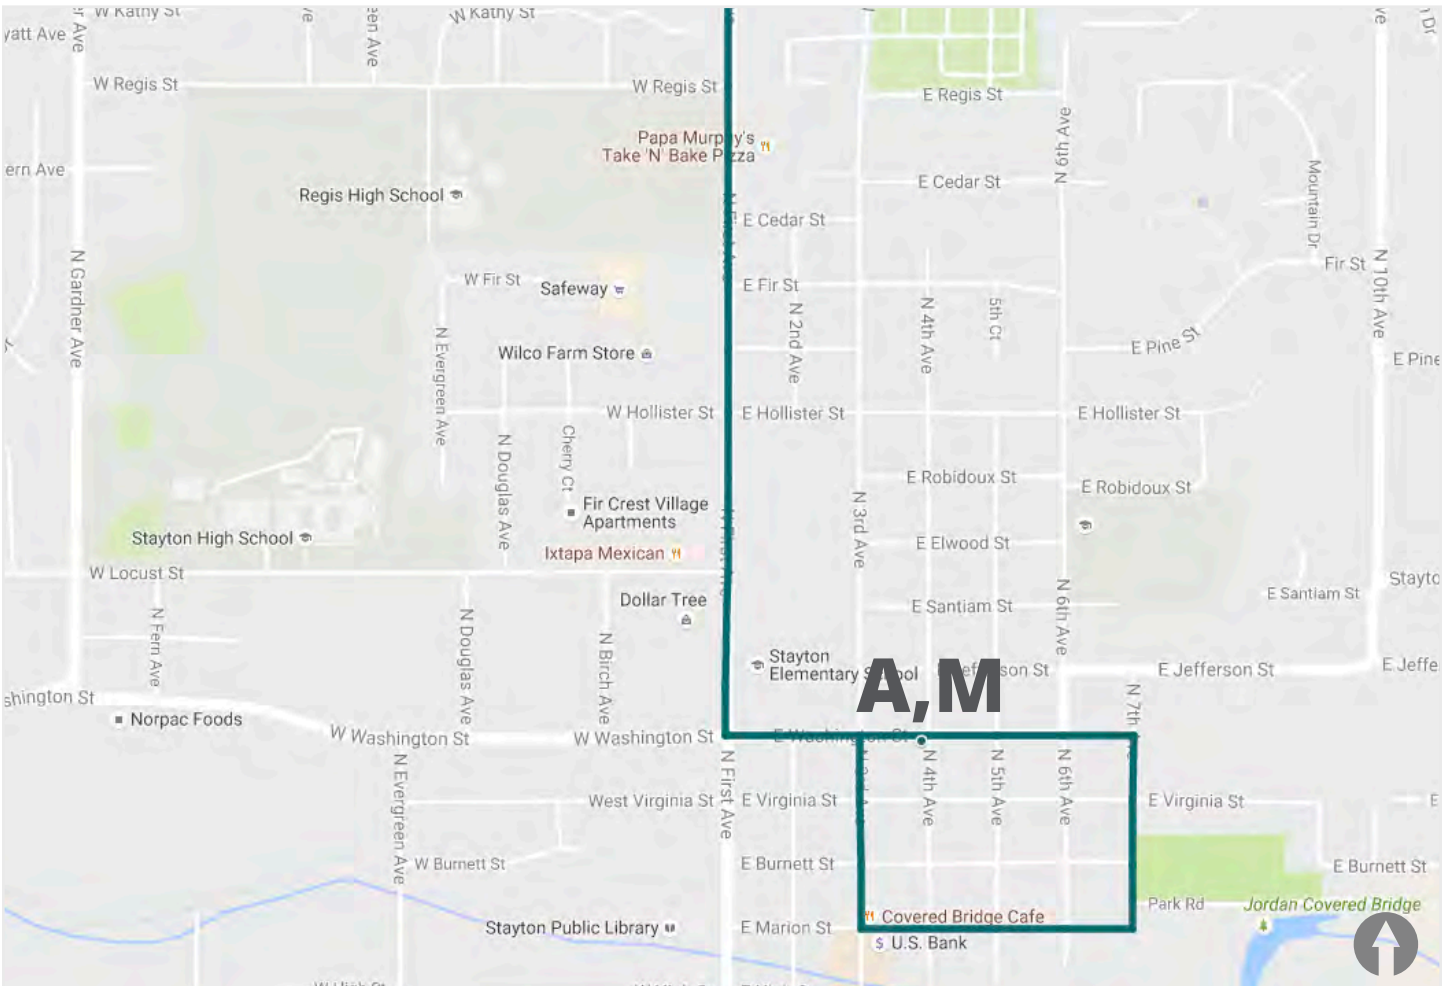 W Kathy St
W Kathy St
W Regis St
W Regis St
E Regis St
N 6th Ave
Papa Murphy's
Take 'N' Bake Pizza
Regis High School
E Cedar St
E Cedar St
Mountain Dr
N Gardner Ave
W Fir St
Safeway
E Fir St
Fir St
N 10th Ave
N 2nd Ave
N 4th Ave
5th Ct
N Evergreen Ave
Wilco Farm Store
E Pine St
E Pine
W Hollister St
E Hollister St
E Hollister St
N Douglas Ave
Cherry Ct
E Robidoux St
E Robidoux St
Fir Crest Village
Apartments
N 3rd Ave
Stayton High School
Ixtapa Mexican
N First Ave
E Elwood St
W Locust St
Dollar Tree
N 6th Ave
E Santiam St
E Santiam St
N Fern Ave
N Douglas Ave
N Birch Ave
Stayton
Elementary School
A,M
E Jefferson St
E Jefferson St
E Jeffe
N 7th
Norpac Foods
W Washington St
W Washington St
E Washington St
N Evergreen Ave
N First Ave
N 4th Ave
N 5th Ave
N 6th Ave
West Virginia St
E Virginia St
E Virginia St
W Burnett St
E Burnett St
E Burnett St
Park Rd
Jordan Covered Bridge
Covered Bridge Cafe
Stayton Public Library
E Marion St
$ U.S. Bank